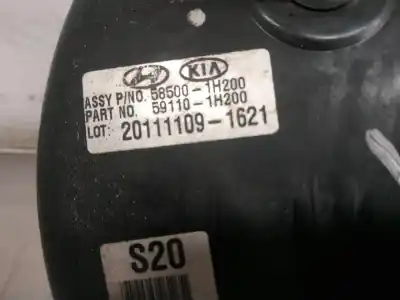 KIA
ASSY P/NO. 58500-1H200
PART NO. 59110-1H200
LOT: 20111109-1621
S20